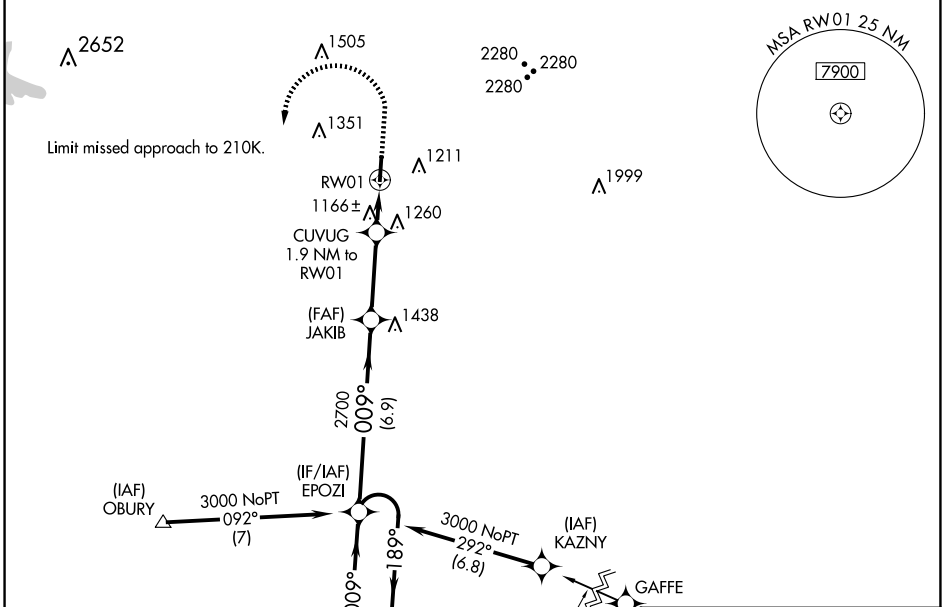 2652
1505
2280
2280
2280
MSA RW01 25 NM
7900
Limit missed approach to 210K.
1351
1211
1999
RW01
1166±
1260
CUVUG
1.9 NM to
RW01
(FAF)
JAKIB
1438
2700
009°
(6.9)
(IF/IAF)
EPOZI
(IAF)
OBURY
3000 NoPT
092°
(7)
189°
009°
3000 NoPT
292°
(6.8)
(IAF)
KAZNY
GAFFE